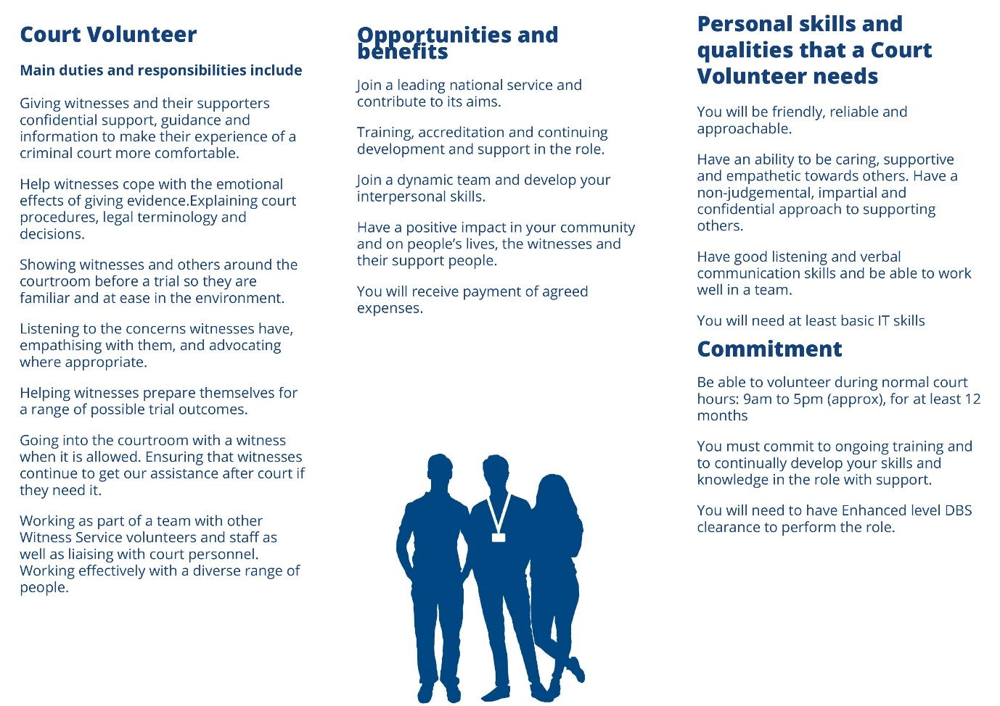 Court Volunteer
Main duties and responsibilities include
Giving witnesses and their supporters
confidential support, guidance and
information to make their experience of a
criminal court more comfortable.
Help witnesses cope with the emotional
effects of giving evidence.Explaining court
procedures, legal terminology and
decisions.
Showing witnesses and others around the
courtroom before a trial so they are
familiar and at ease in the environment.
Listening to the concerns witnesses have,
empathising with them, and advocating
where appropriate.
Helping witnesses prepare themselves for
a range of possible trial outcomes.
Going into the courtroom with a witness
when it is allowed. Ensuring that witnesses
continue to get our assistance after court if
they need it.
Working as part of a team with other
Witness Service volunteers and staff as
well as liaising with court personnel.
Working effectively with a diverse range of
people.
Opportunities and
benefits
Join a leading national service and
contribute to its aims.
Training, accreditation and continuing
development and support in the role.
Join a dynamic team and develop your
interpersonal skills.
Have a positive impact in your community
and on people’s lives, the witnesses and
their support people.
You will receive payment of agreed
expenses.
Personal skills and
qualities that a Court
Volunteer needs
You will be friendly, reliable and
approachable.
Have an ability to be caring, supportive
and empathetic towards others. Have a
non-judgemental, impartial and
confidential approach to supporting
others.
Have good listening and verbal
communication skills and be able to work
well in a team.
You will need at least basic IT skills
Commitment
Be able to volunteer during normal court
hours: 9am to 5pm (approx), for at least 12
months
You must commit to ongoing training and
to continually develop your skills and
knowledge in the role with support.
You will need to have Enhanced level DBS
clearance to perform the role.